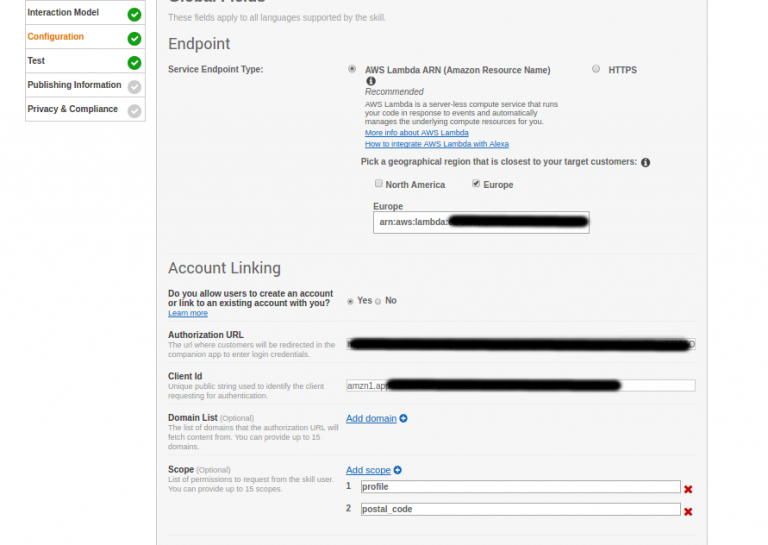 Interaction Model
Configuration
Test
Publishing Information
Privacy & Compliance
Global Fields
These fields apply to all languages supported by the skill.
Endpoint
Service Endpoint Type:
AWS Lambda ARN (Amazon Resource Name)
HTTPS
Recommended
AWS Lambda is a server-less compute service that runs
your code in response to events and automatically
manages the underlying compute resources for you.
More info about AWS Lambda
How to integrate AWS Lambda with Alexa
Pick a geographical region that is closest to your target customers:
North America
Europe
Europe
arn:aws:lambda:
Account Linking
Do you allow users to create an account
or link to an existing account with you?
Learn more
Yes
No
Authorization URL
The url where customers will be redirected in the
companion app to enter login credentials.
Client Id
Unique public string used to identify the client
requesting for authentication.
amzn1.ap
Domain List (Optional)
The list of domains that the authorization URL will
fetch content from. You can provide up to 15
domains.
Add domain
Scope (Optional)
List of permissions to request from the skill user.
You can provide up to 15 scopes.
Add scope
1 profile
2 postal_code